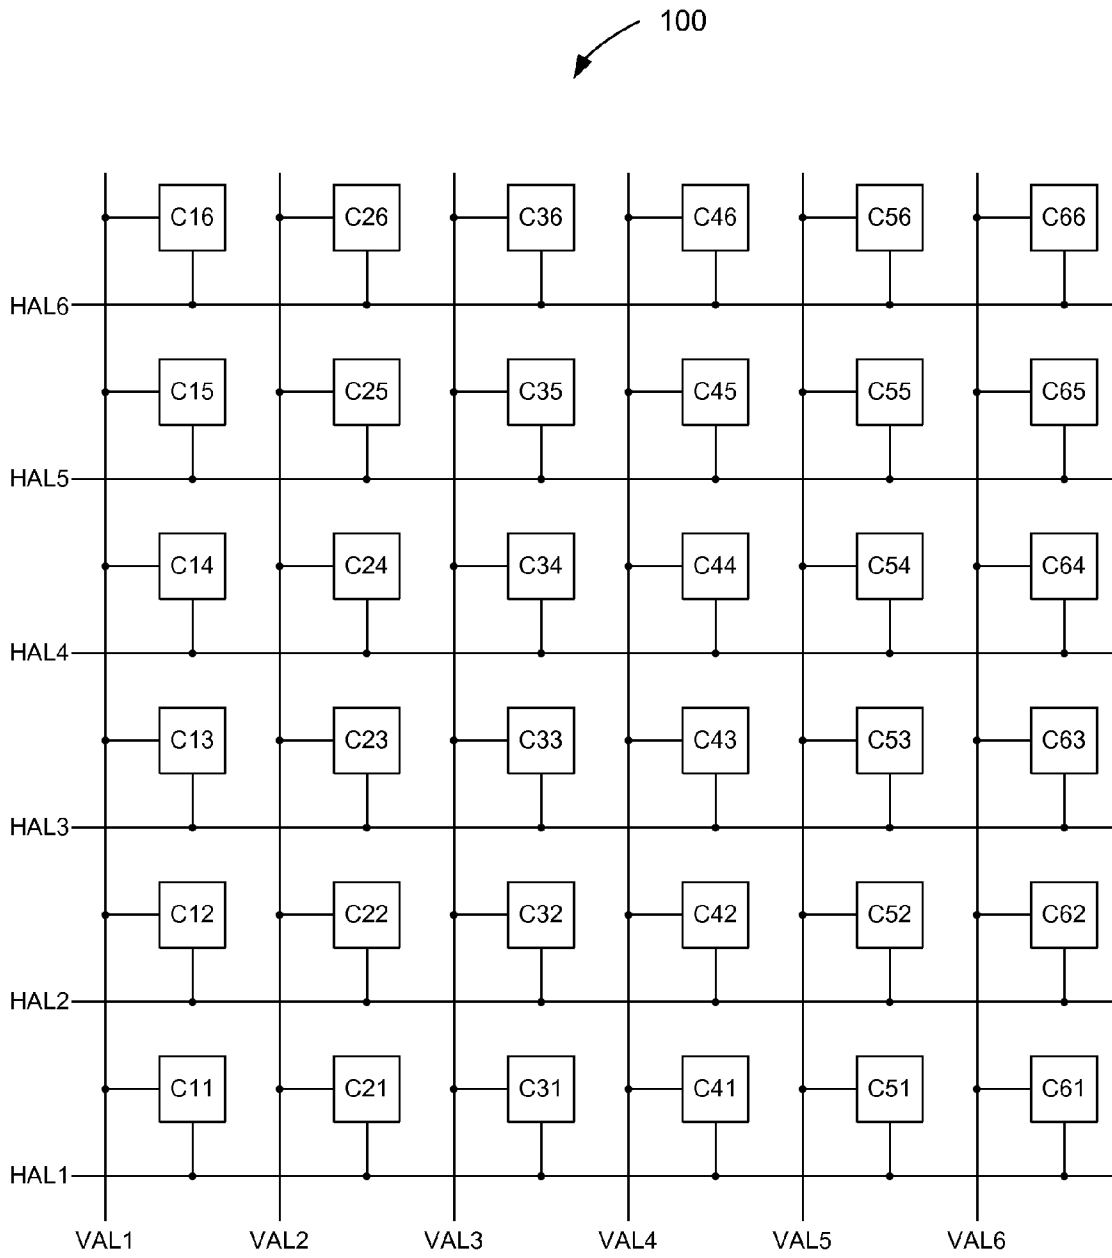 100
C16 C26 C36 C46 C56 C66
HAL6
C15 C25 C35 C45 C55 C65
HAL5
C14 C24 C34 C44 C54 C64
HAL4
C13 C23 C33 C43 C53 C63
HAL3
C12 C22 C32 C42 C52 C62
HAL2
C11 C21 C31 C41 C51 C61
HAL1
VAL1 VAL2 VAL3 VAL4 VAL5 VAL6